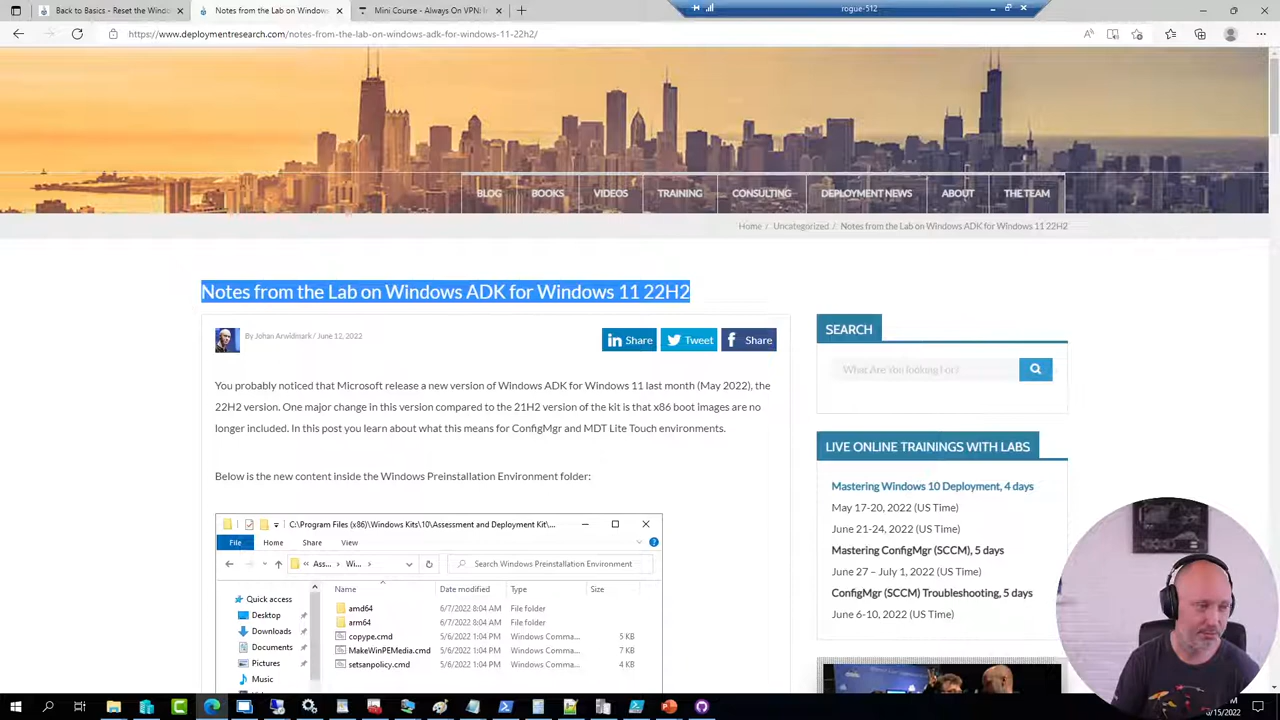 Back to Basics - Reset the Windo
Notes from the Lab on Window
Mini Course - Always On VPN:
rogue-512
https://www.deploymentresearch.com/notes-from-the-lab-on-windows-adk-for-windows-11-22h2/
BLOG BOOKS VIDEOS TRAINING CONSULTING DEPLOYMENT NEWS ABOUT THE TEAM
Home / Uncategorized / Notes from the Lab on Windows ADK for Windows 11 22H2
Notes from the Lab on Windows ADK for Windows 11 22H2
By Johan Arwidmark / June 12, 2022
Share Tweet Share
You probably noticed that Microsoft release a new version of Windows ADK for Windows 11 last month (May 2022), the
22H2 version. One major change in this version compared to the 21H2 version of the kit is that x86 boot images are no
longer included. In this post you learn about what this means for ConfigMgr and MDT Lite Touch environments.
Below is the new content inside the Windows Preinstallation Environment folder:
C:\Program Files (x86)\Windows Kits\10\Assessment and Deployment Kit\...
File Home Share View
Ass... Wi... Search Windows Preinstallation Environment
Name Date modified Type Size
Quick access
Desktop
Downloads
Documents
Pictures
Music
amd64 6/7/2022 8:04 AM File folder
arm64 6/7/2022 8:04 AM File folder
copype.cmd 5/6/2022 1:04 PM Windows Comma... 5 KB
MakeWinPEMedia.cmd 5/6/2022 1:04 PM Windows Comma... 7 KB
setsanpolicy.cmd 5/6/2022 1:04 PM Windows Comma... 4 KB
SEARCH
What Are You looking For?
LIVE ONLINE TRAININGS WITH LABS
Mastering Windows 10 Deployment, 4 days
May 17-20, 2022 (US Time)
June 21-24, 2022 (US Time)
Mastering ConfigMgr (SCCM), 5 days
June 27 – July 1, 2022 (US Time)
ConfigMgr (SCCM) Troubleshooting, 5 days
June 6-10, 2022 (US TIme)
/15/2022